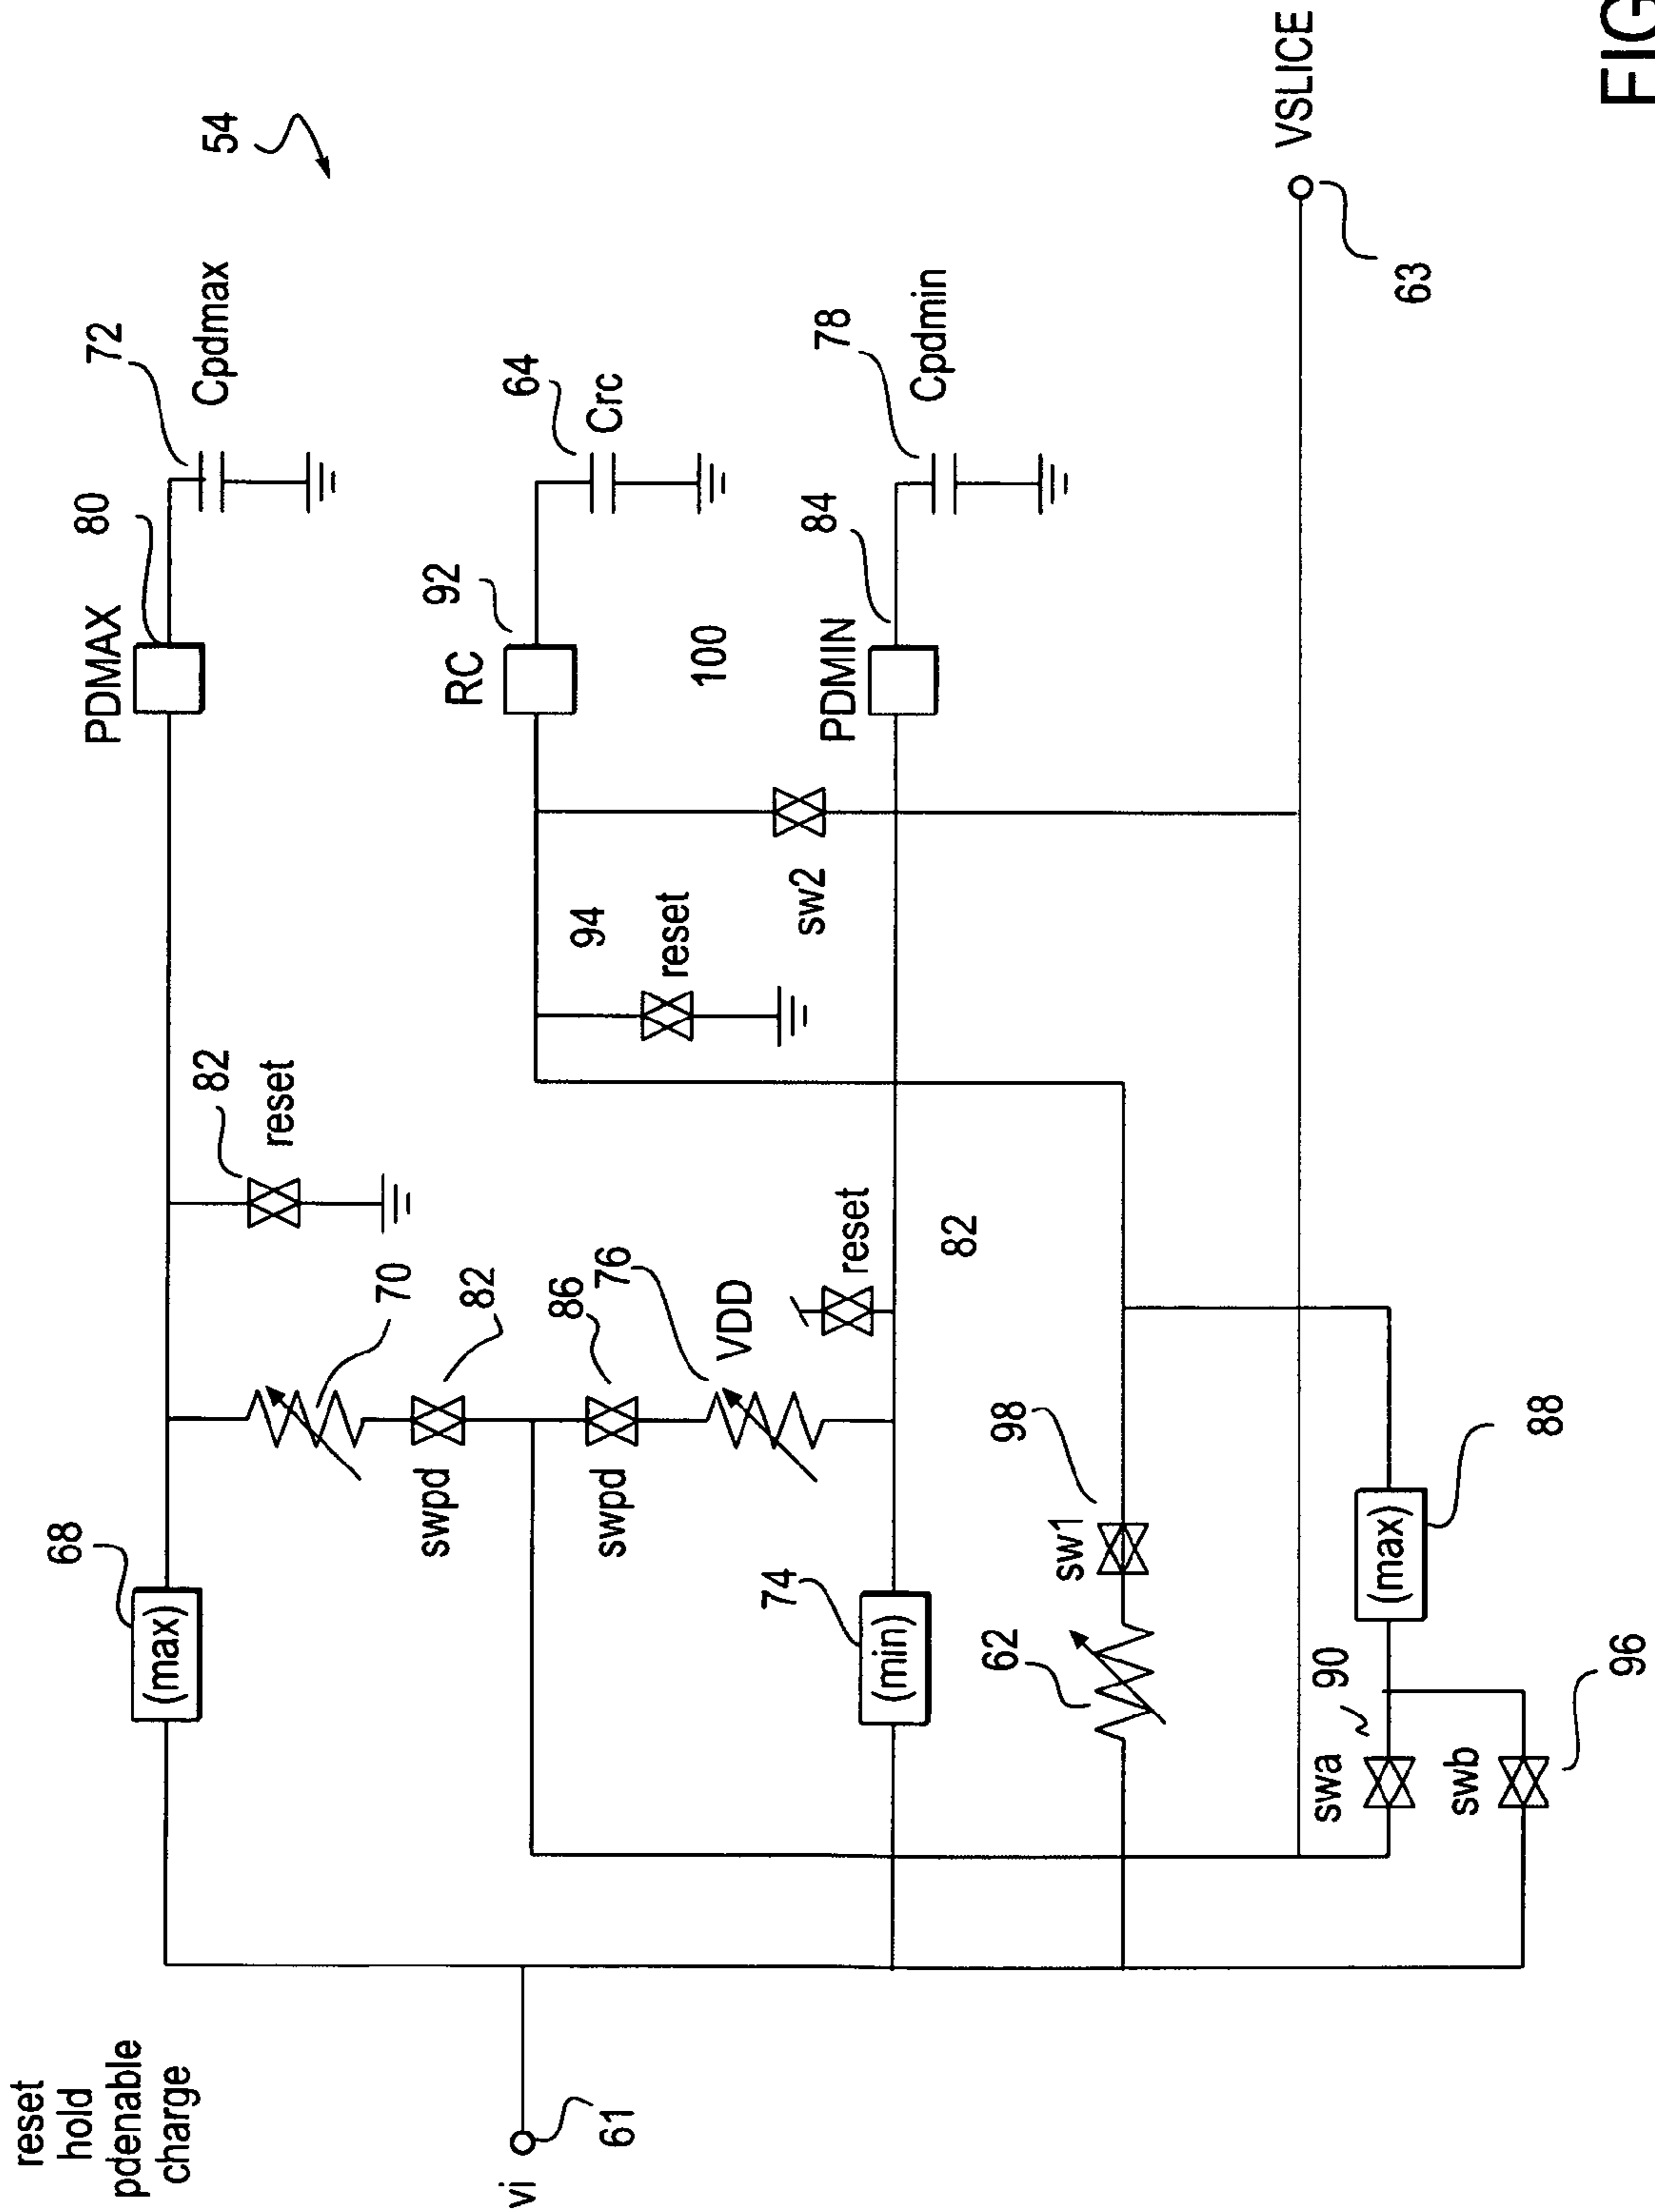 reset
hold
pdenable
charge
54
68
(max)
PDMAX
80
72
Cpdmax
82
reset
70
82
swpd
86
swpd
76
VDD
vi
61
RC
92
64
Crc
94
reset
100
sw2
74
(min)
reset
82
PDMIN
84
78
Cpdmin
62
sw1
98
VSLICE
63
swa
90
(max)
88
swb
96
FIG